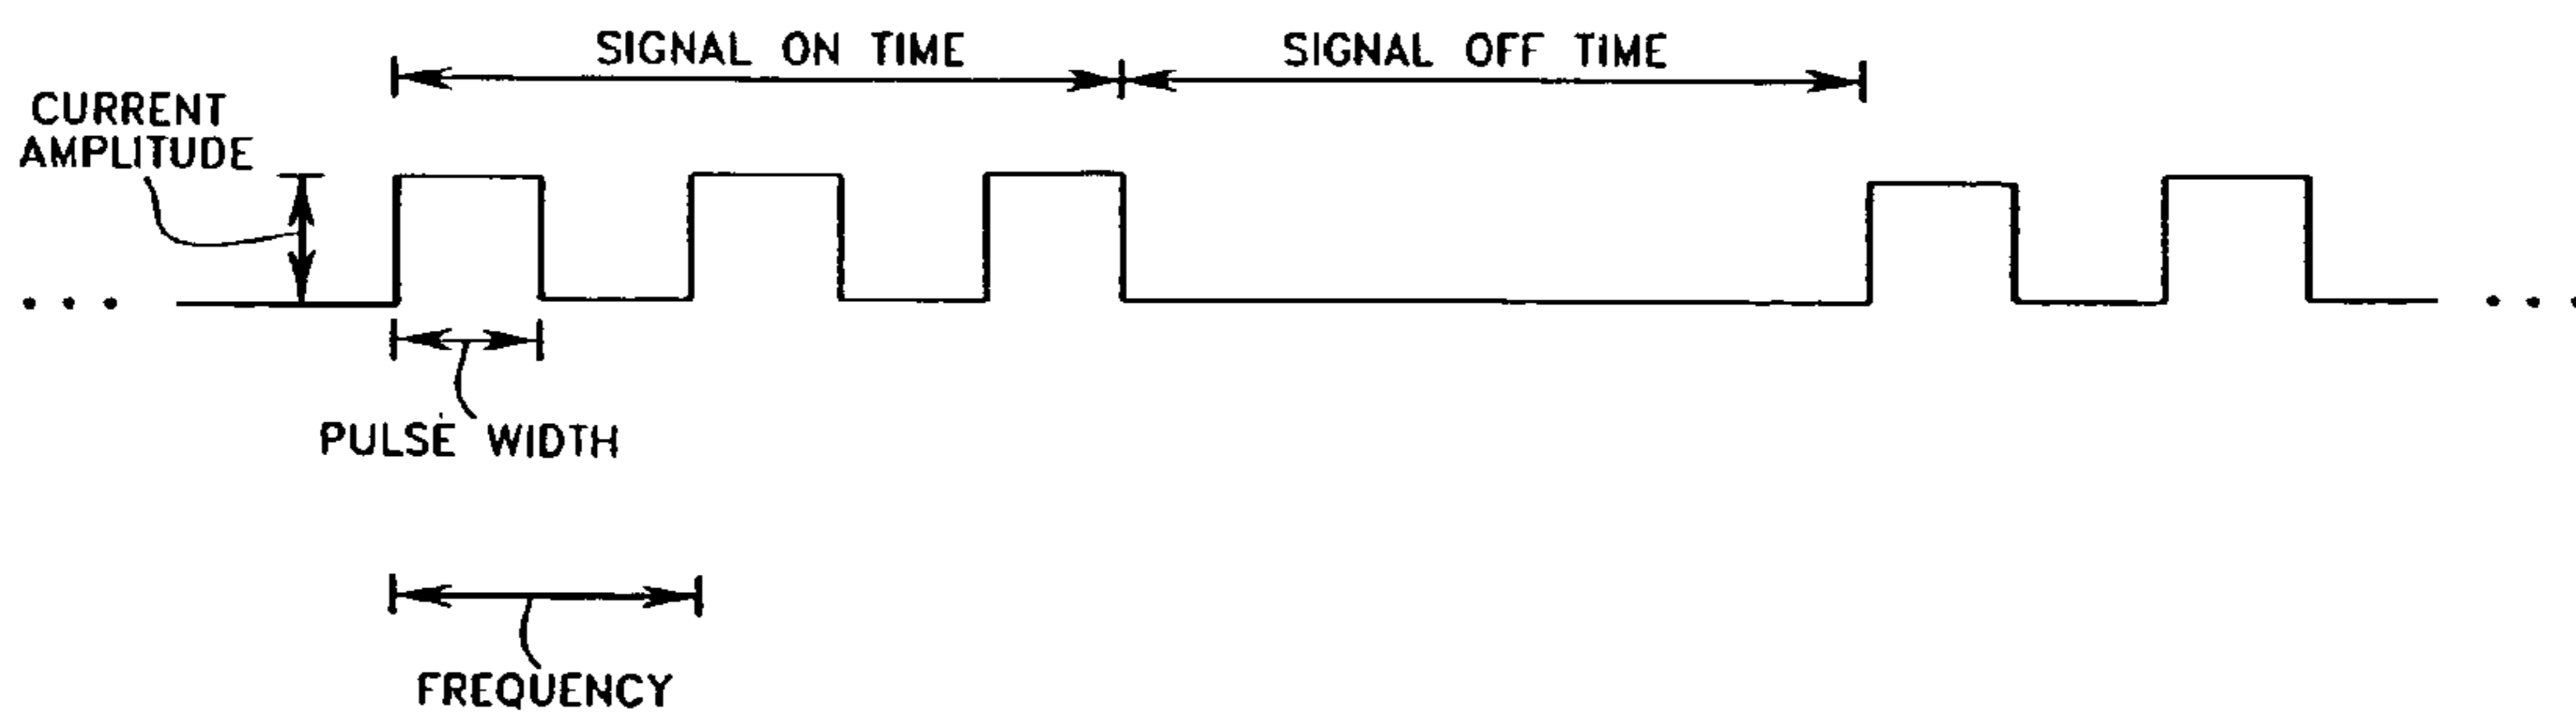 SIGNAL ON TIME
SIGNAL OFF TIME
CURRENT
AMPLITUDE
PULSE WIDTH
FREQUENCY